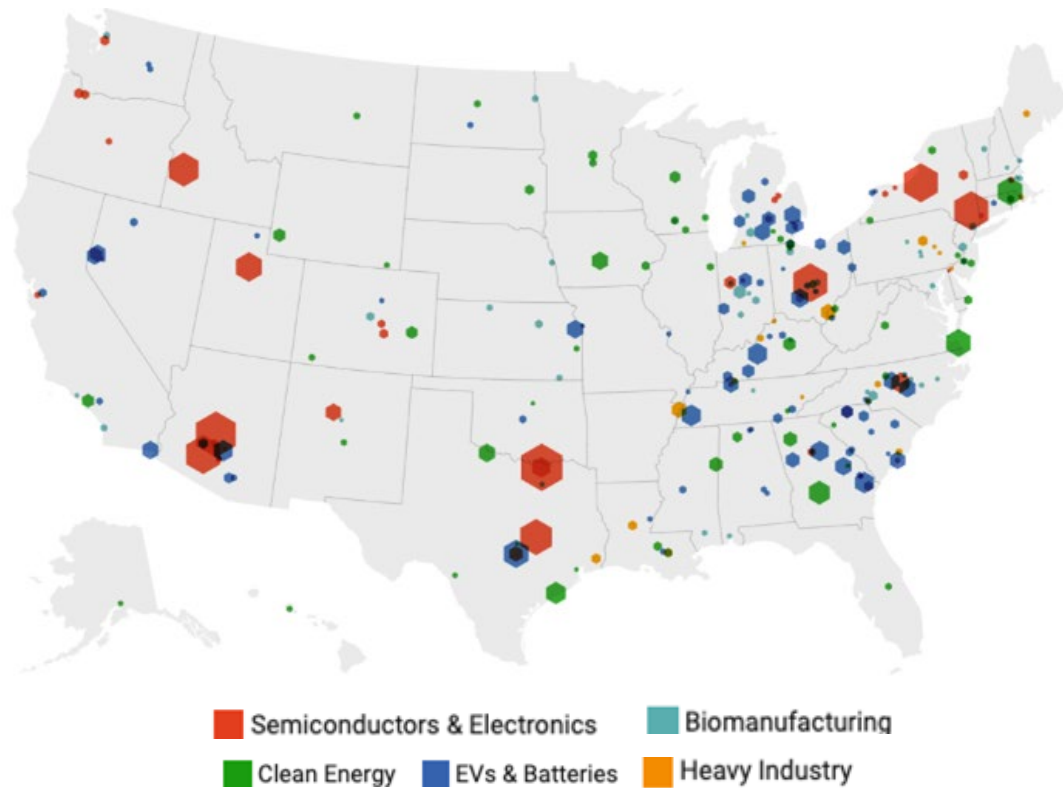 Semiconductors & Electronics
Biomanufacturing
Clean Energy
EVs & Batteries
Heavy Industry